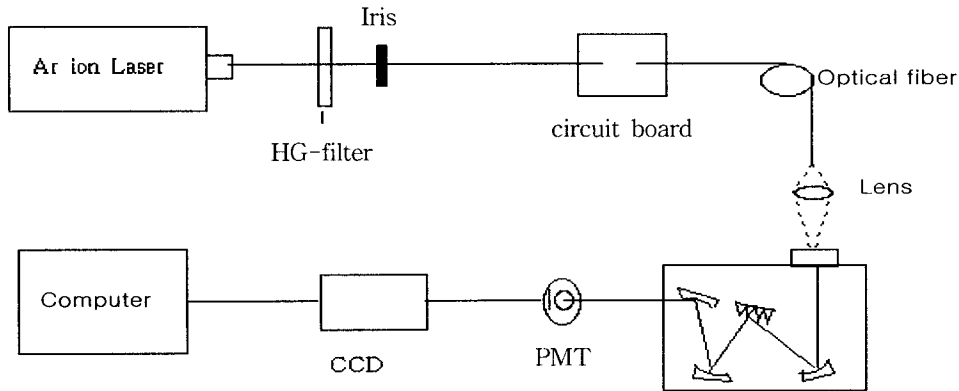 Iris
Ar ion Laser
Optical fiber
circuit board
HG-filter
Lens
Computer
CCD
PMT